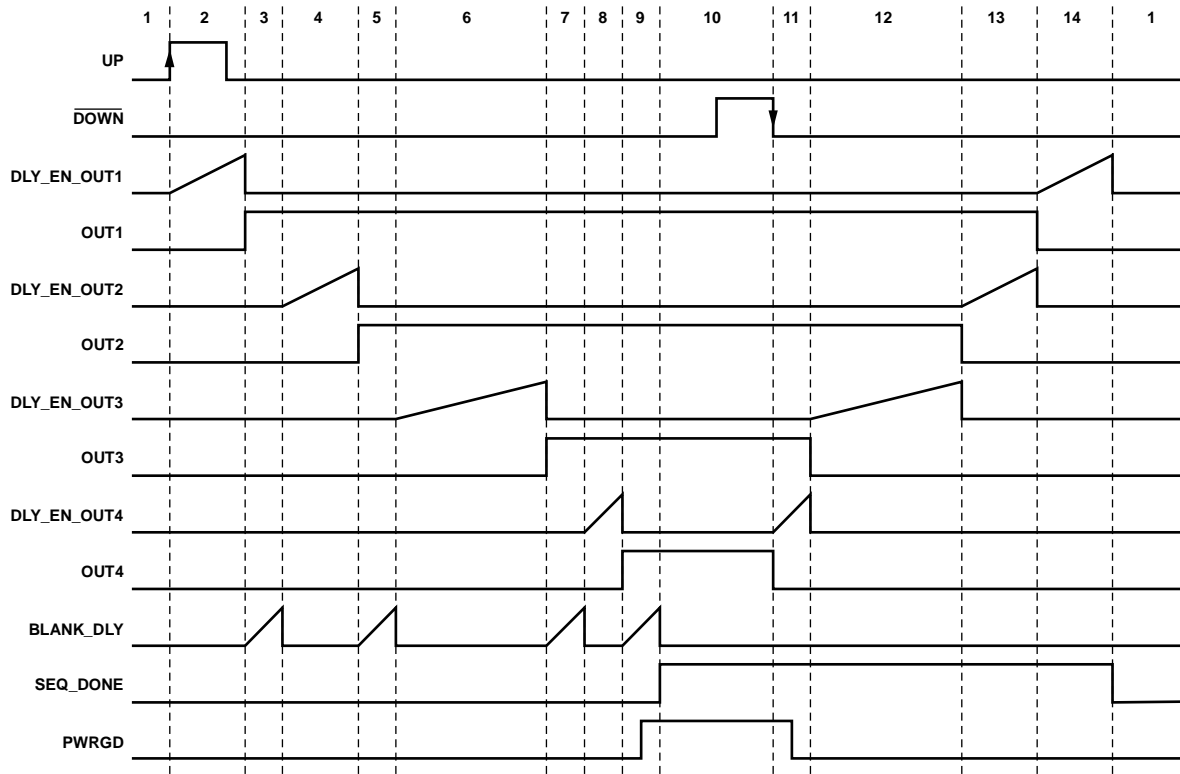 1 2 3 4 5 6 7 8 9 10 11 12 13 14 1
UP
DOWN
DLY_EN_OUT1
OUT1
DLY_EN_OUT2
OUT2
DLY_EN_OUT3
OUT3
DLY_EN_OUT4
OUT4
BLANK_DLY
SEQ_DONE
PWRGD